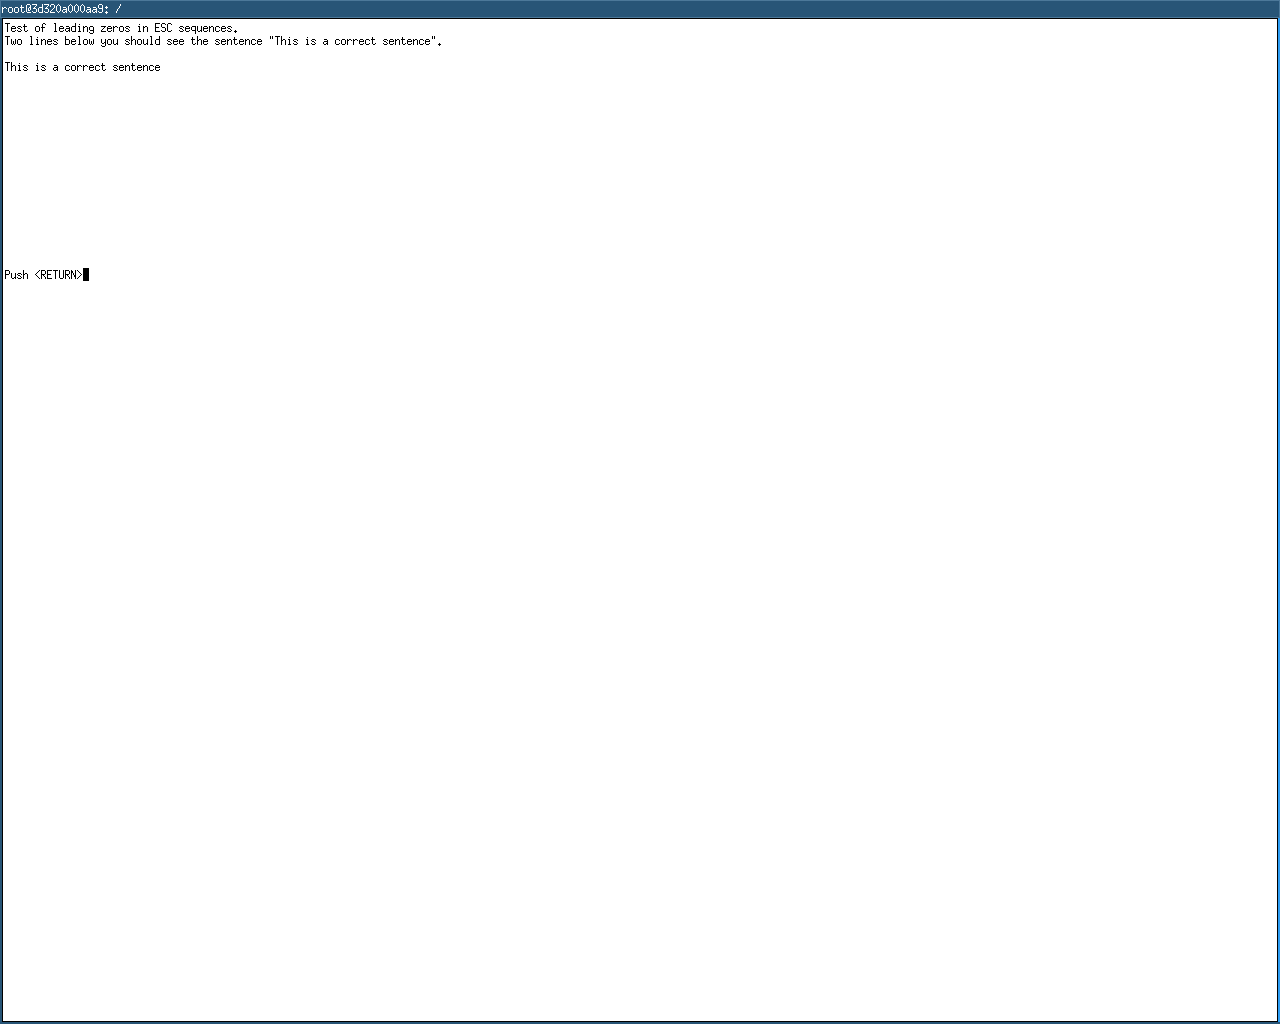 root@3d320a000aa9: /
Test of leading zeros in ESC sequences.
Two lines below you should see the sentence "This is a correct sentence".
This is a correct sentence
Push <RETURN>